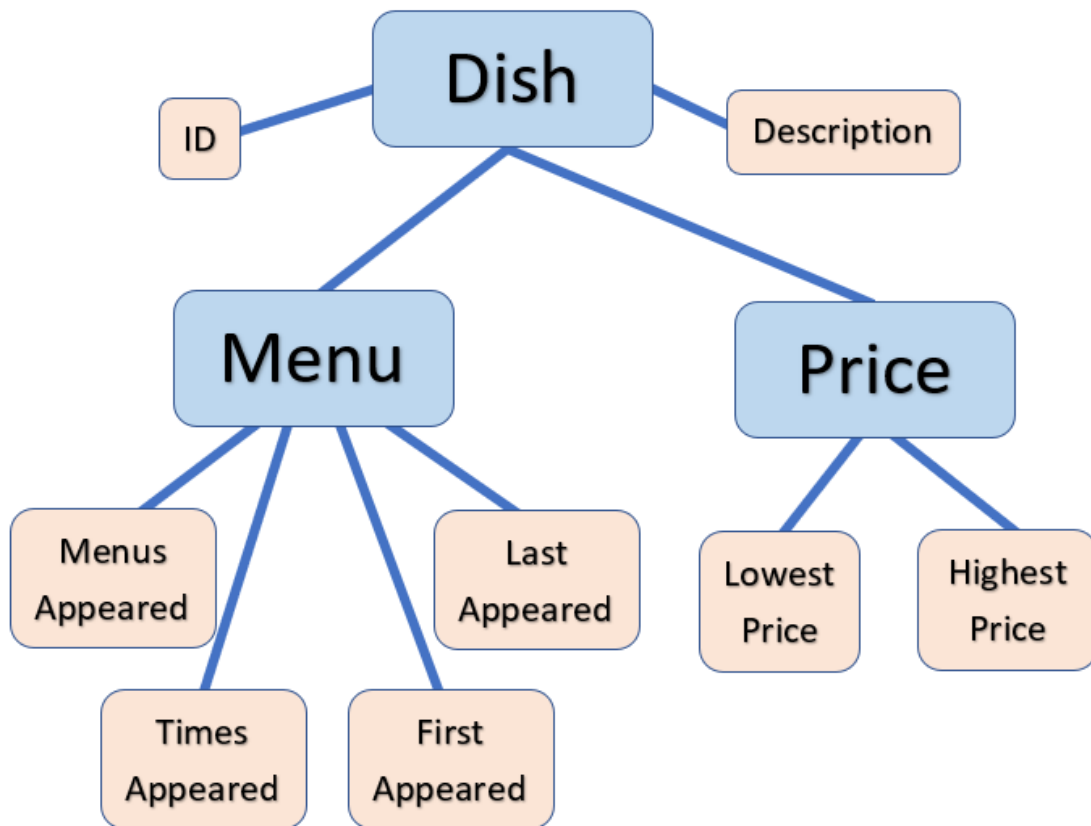 Dish
ID
Description
Menu
Price
Menus
Appeared
Last
Appeared
Lowest
Price
Highest
Price
Times
Appeared
First
Appeared